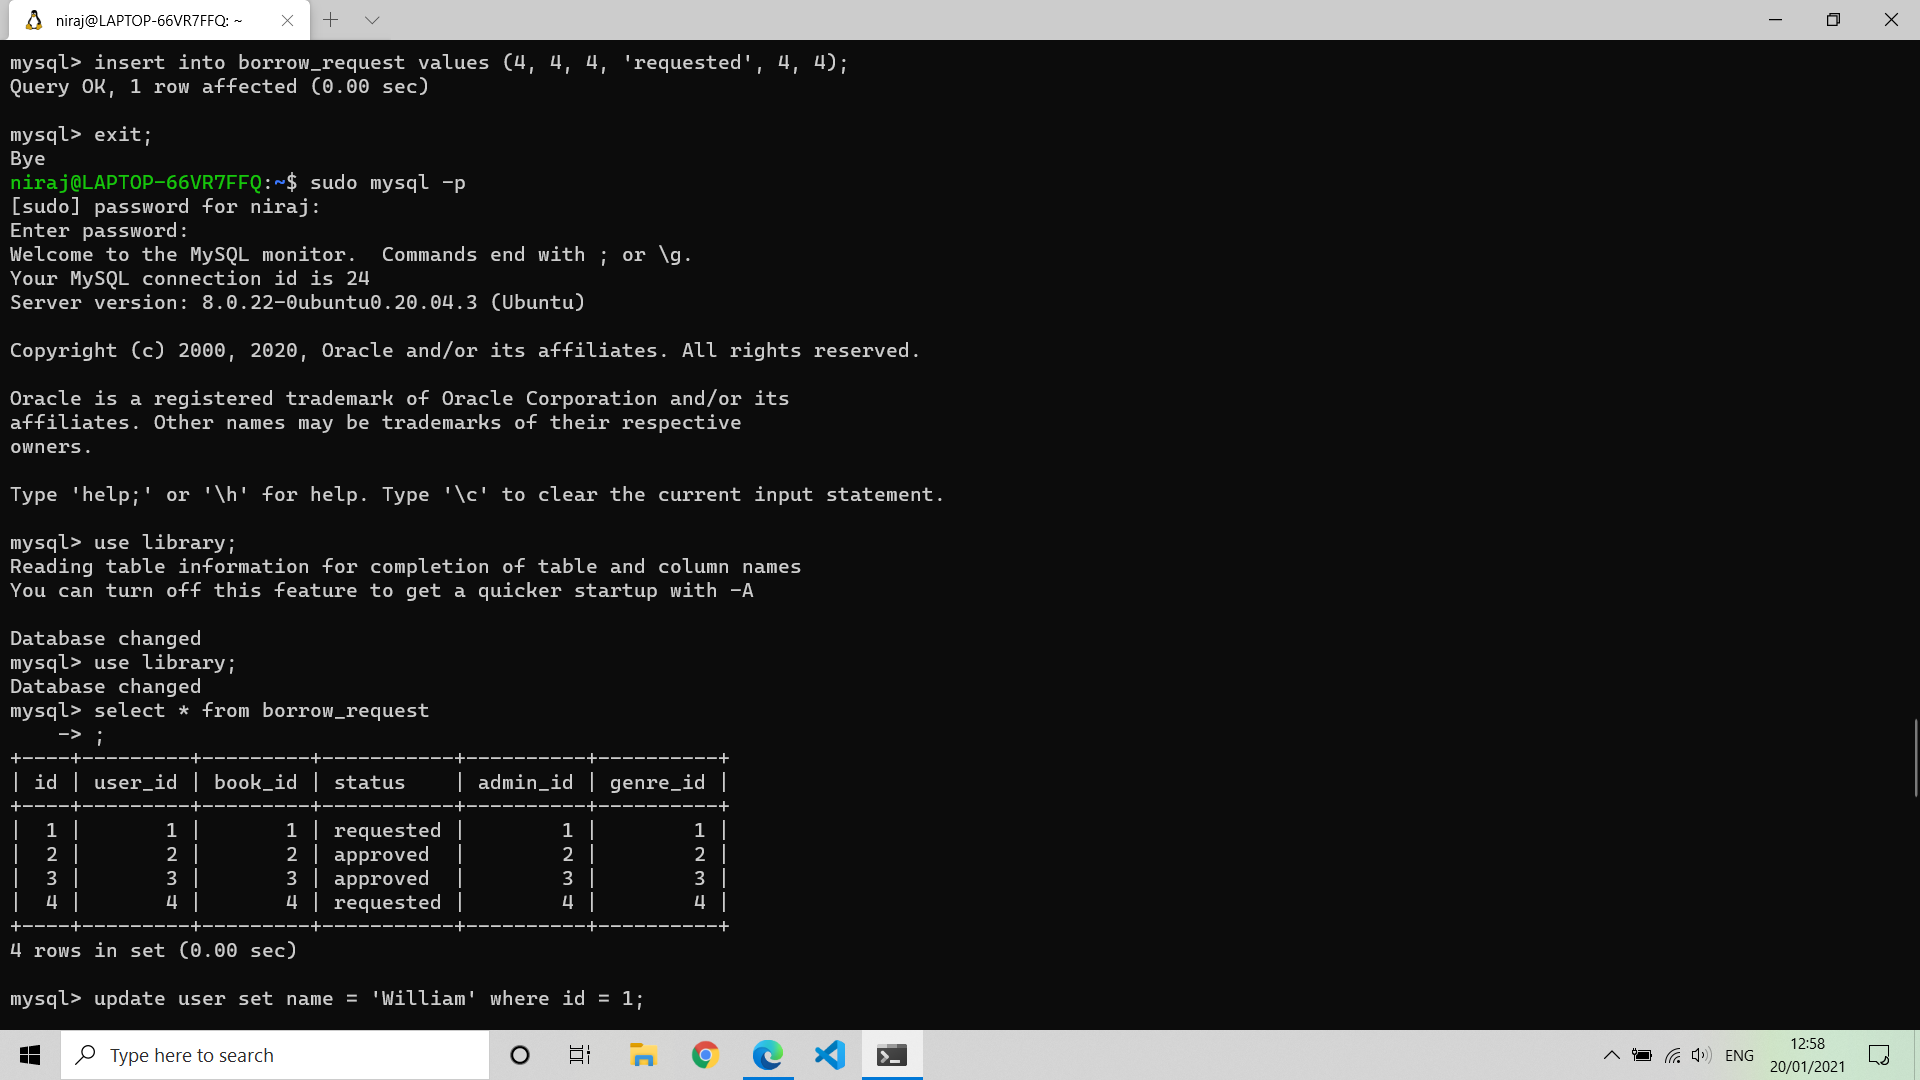 niraj@LAPTOP-66VR7FFQ: ~
mysql> insert into borrow_request values (4, 4, 4, 'requested', 4, 4);
Query OK, 1 row affected (0.00 sec)
mysql> exit;
Bye
niraj@LAPTOP-66VR7FFQ:~$ sudo mysql -p
[sudo] password for niraj:
Enter password:
Welcome to the MySQL monitor.  Commands end with ; or \g.
Your MySQL connection id is 24
Server version: 8.0.22-0ubuntu0.20.04.3 (Ubuntu)
Copyright (c) 2000, 2020, Oracle and/or its affiliates. All rights reserved.
Oracle is a registered trademark of Oracle Corporation and/or its
affiliates. Other names may be trademarks of their respective
owners.
Type 'help;' or '\h' for help. Type '\c' to clear the current input statement.
mysql> use library;
Reading table information for completion of table and column names
You can turn off this feature to get a quicker startup with -A
Database changed
mysql> use library;
Database changed
mysql> select * from borrow_request
    -> ;
+----+---------+---------+-----------+----------+----------+
| id | user_id | book_id | status    | admin_id | genre_id |
+----+---------+---------+-----------+----------+----------+
|  1 |       1 |       1 | requested |        1 |        1 |
|  2 |       2 |       2 | approved  |        2 |        2 |
|  3 |       3 |       3 | approved  |        3 |        3 |
|  4 |       4 |       4 | requested |        4 |        4 |
+----+---------+---------+-----------+----------+----------+
4 rows in set (0.00 sec)
mysql> update user set name = 'William' where id = 1;
Type here to search
ENG
12:58
20/01/2021